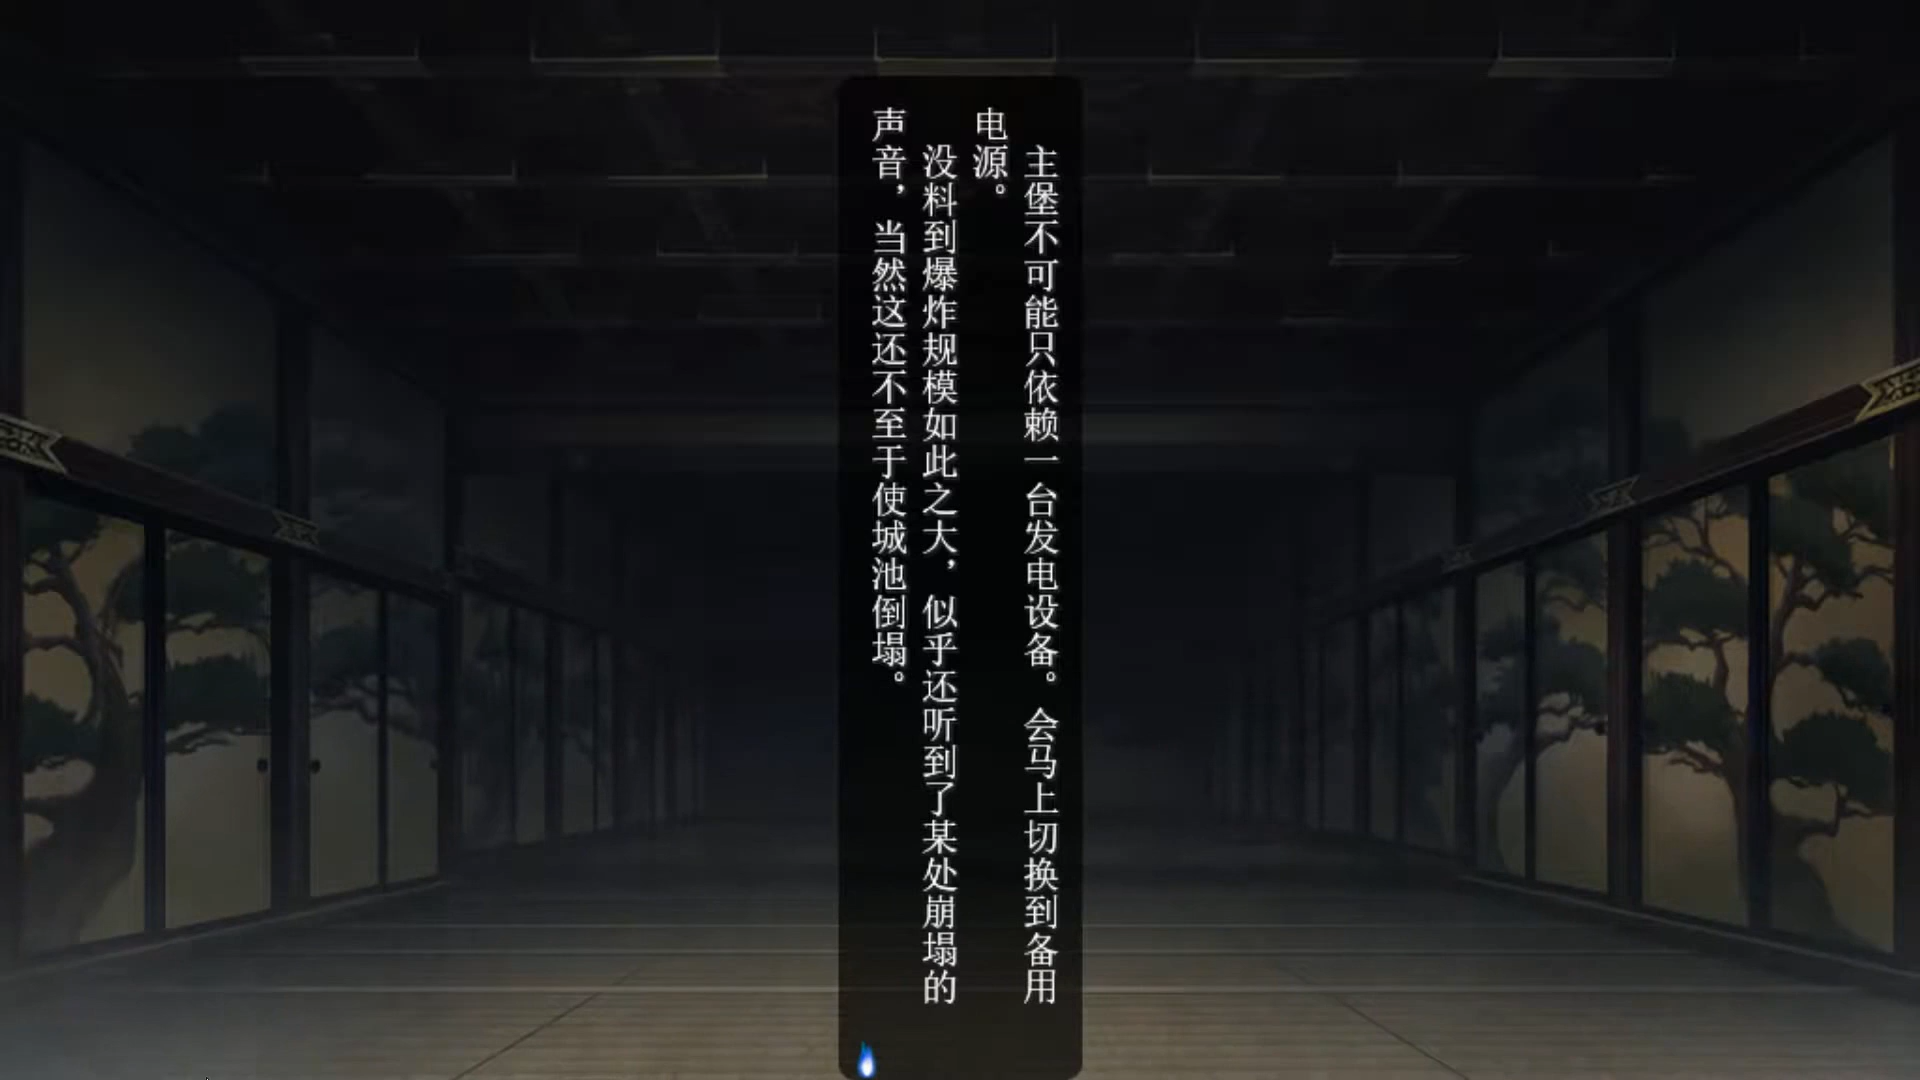 主堡不可能只依赖一台发电设备。会马上切换到备用
电源。
没料到爆炸规模如此之大，似乎还听到了某处崩塌的
声音，当然这还不至于使城池倒塌。